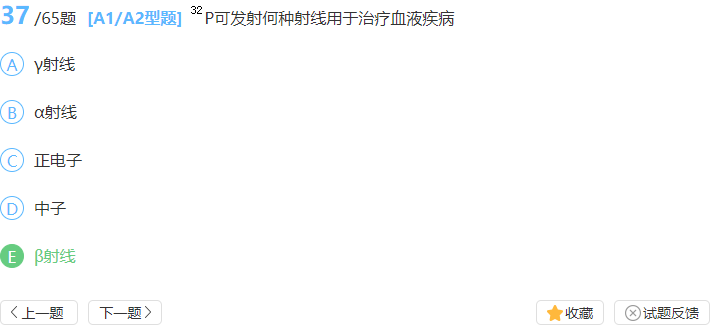 37 /65题 [A1/A2型题] ³²P可发射何种射线用于治疗血液疾病
A γ射线
B α射线
C 正电子
D 中子
E β射线
上一题 下一题 收藏 试题反馈